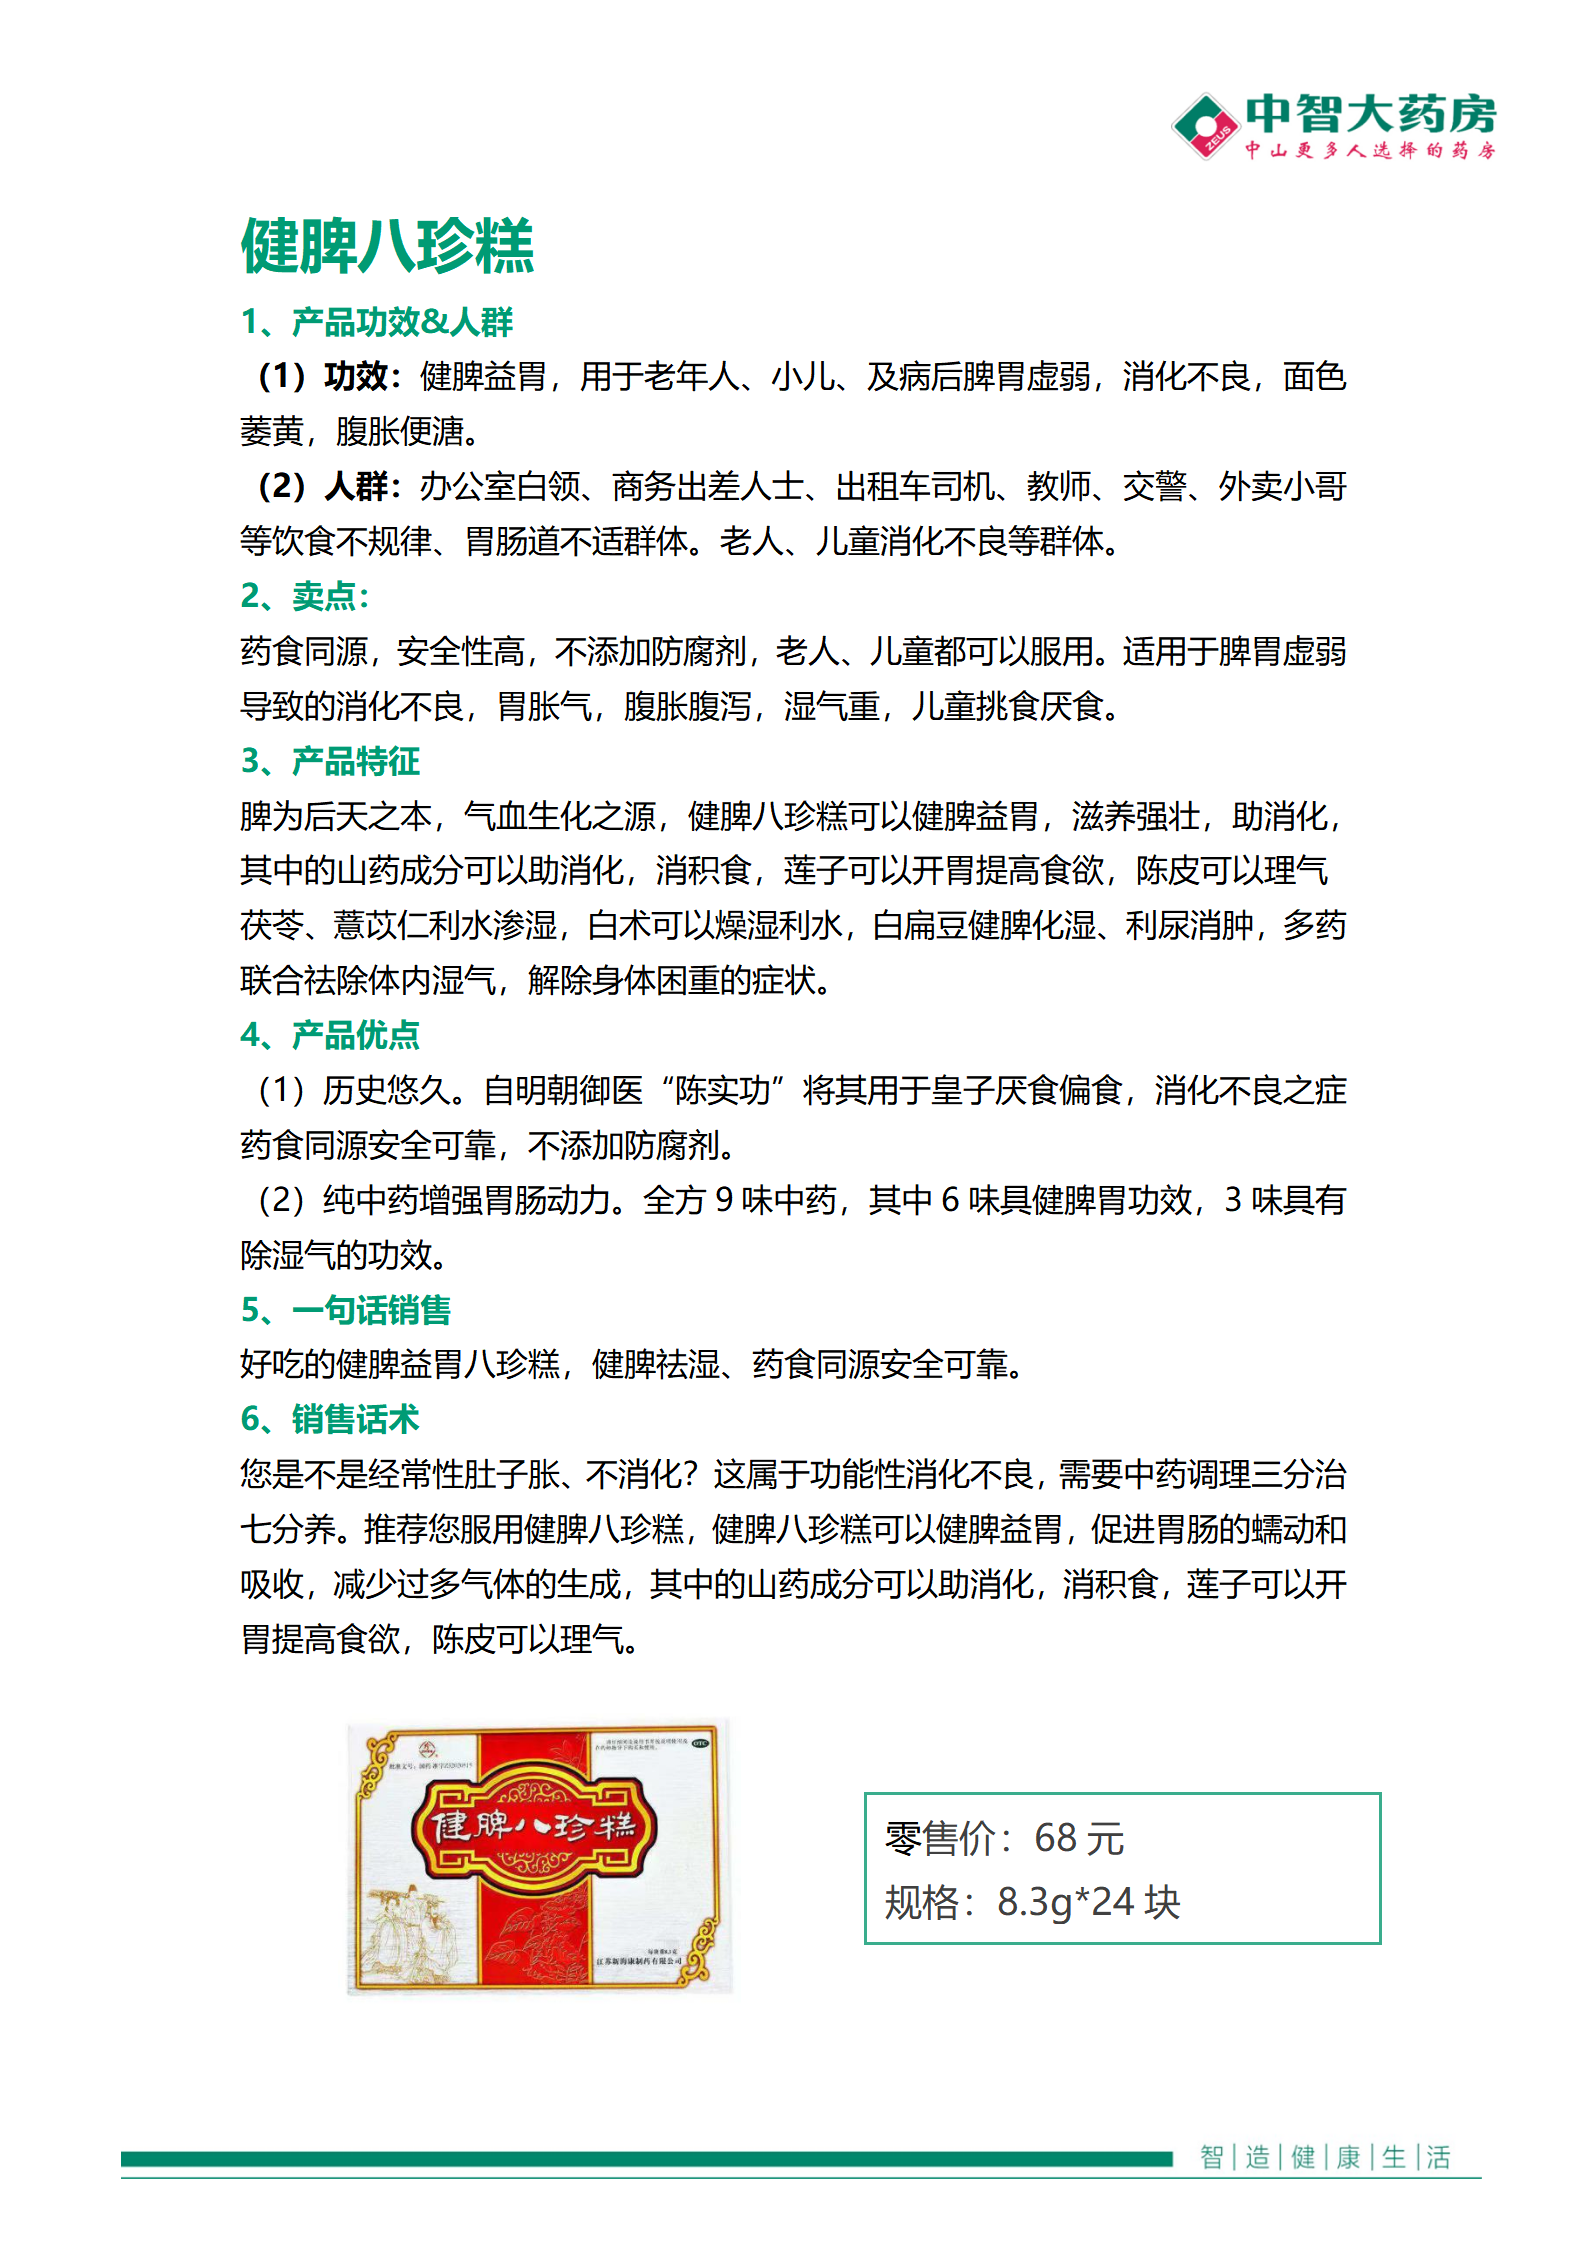 中智大药房
ZEUS
中山更多人选择的药房
健脾八珍糕
1、产品功效&人群
（1）功效：健脾益胃，用于老年人、小儿、及病后脾胃虚弱，消化不良，面色
萎黄，腹胀便溏。
（2）人群：办公室白领、商务出差人士、出租车司机、教师、交警、外卖小哥
等饮食不规律、胃肠道不适群体。老人、儿童消化不良等群体。
2、卖点：
药食同源，安全性高，不添加防腐剂，老人、儿童都可以服用。适用于脾胃虚弱
导致的消化不良，胃胀气，腹胀腹泻，湿气重，儿童挑食厌食。
3、产品特征
脾为后天之本，气血生化之源，健脾八珍糕可以健脾益胃，滋养强壮，助消化，
其中的山药成分可以助消化，消积食，莲子可以开胃提高食欲，陈皮可以理气
茯苓、薏苡仁利水渗湿，白术可以燥湿利水，白扁豆健脾化湿、利尿消肿，多药
联合祛除体内湿气，解除身体困重的症状。
4、产品优点
（1）历史悠久。自明朝御医“陈实功”将其用于皇子厌食偏食，消化不良之症
药食同源安全可靠，不添加防腐剂。
（2）纯中药增强胃肠动力。全方 9 味中药，其中 6 味具健脾胃功效，3 味具有
除湿气的功效。
5、一句话销售
好吃的健脾益胃八珍糕，健脾祛湿、药食同源安全可靠。
6、销售话术
您是不是经常性肚子胀、不消化？这属于功能性消化不良，需要中药调理三分治
七分养。推荐您服用健脾八珍糕，健脾八珍糕可以健脾益胃，促进胃肠的蠕动和
吸收，减少过多气体的生成，其中的山药成分可以助消化，消积食，莲子可以开
胃提高食欲，陈皮可以理气。
OTC
健脾八珍糕
每块重8.3克
江苏新海康制药有限公司
零售价：68 元
规格：8.3g*24 块
智|造|健|康|生|活